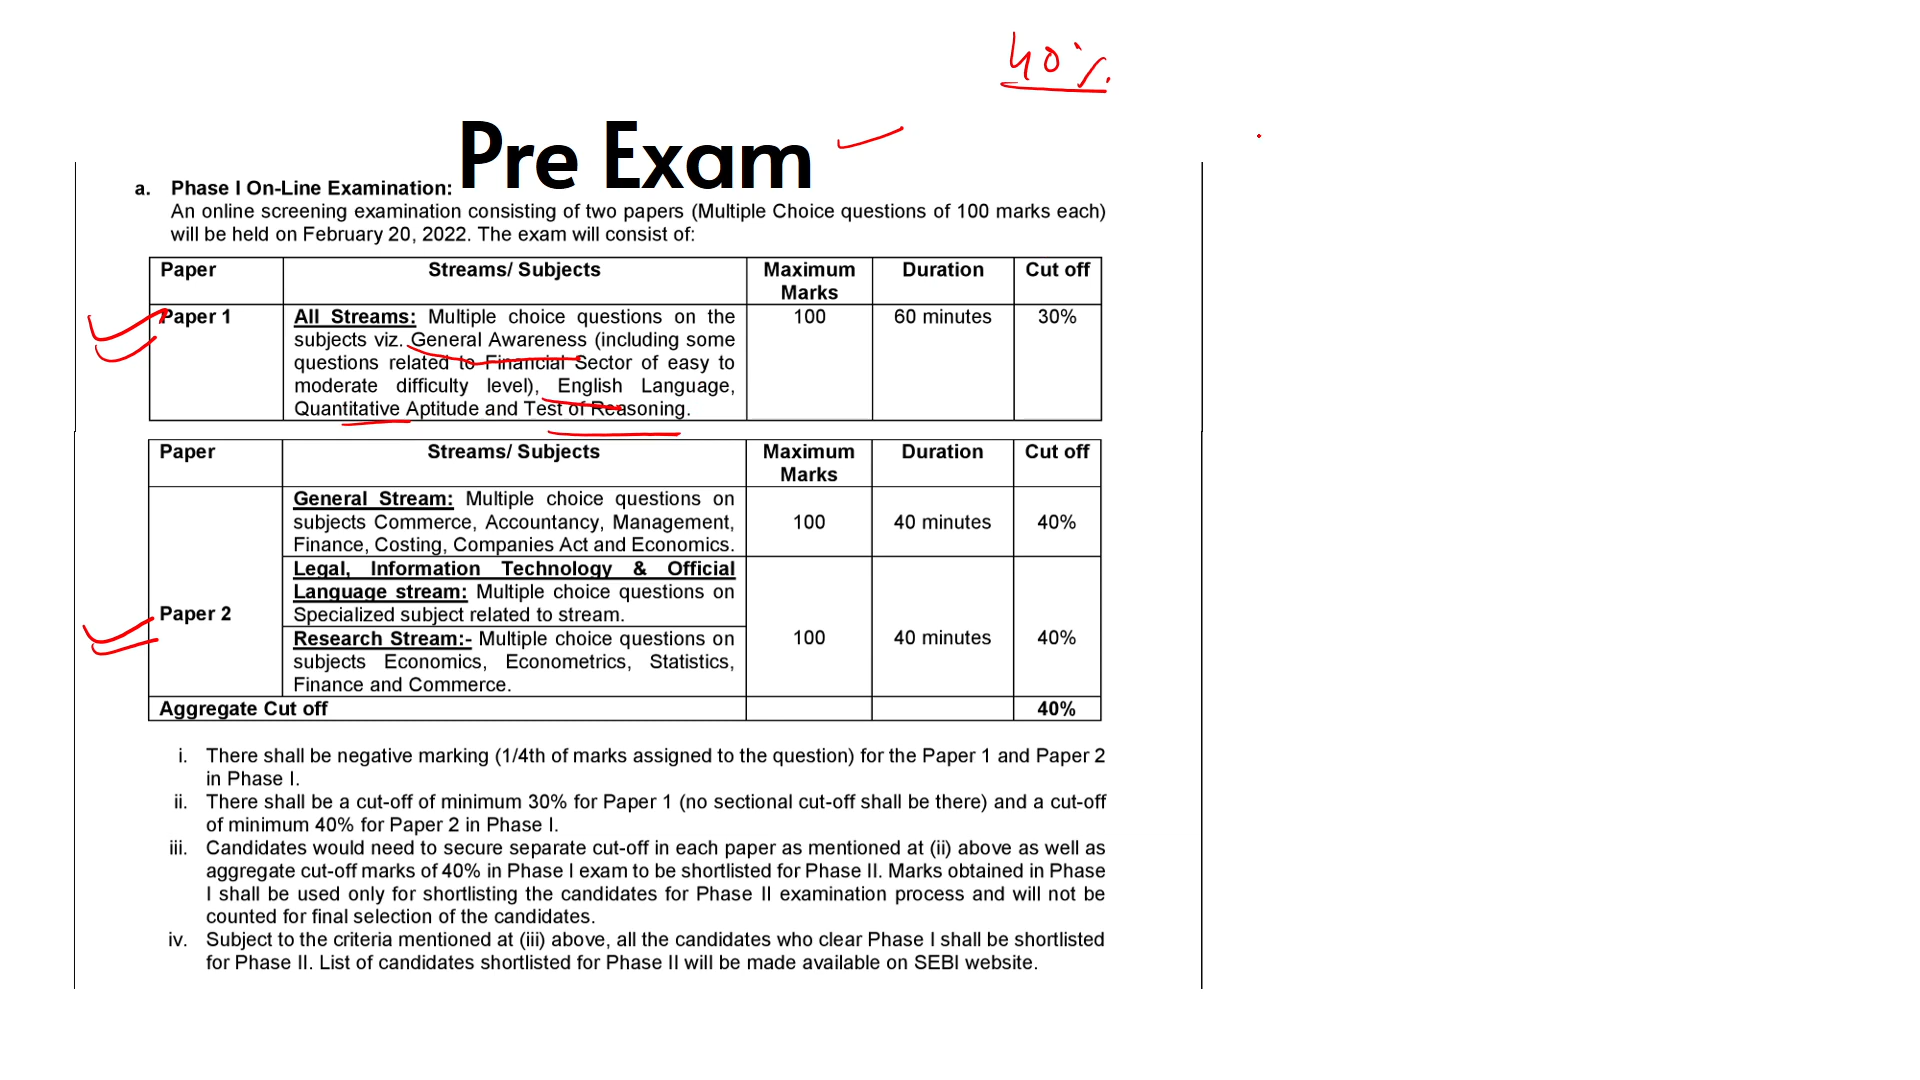 40%
Pre Exam
a. Phase I On-Line Examination:
An online screening examination consisting of two papers (Multiple Choice questions of 100 marks each)
will be held on February 20, 2022. The exam will consist of:
Paper Streams/ Subjects Maximum Marks Duration Cut off
Paper 1 All Streams: Multiple choice questions on the 100 60 minutes 30%
subjects viz. General Awareness (including some
questions related to Financial Sector of easy to
moderate difficulty level), English Language,
Quantitative Aptitude and Test of Reasoning.
Paper Streams/ Subjects Maximum Marks Duration Cut off
General Stream: Multiple choice questions on
subjects Commerce, Accountancy, Management, 100 40 minutes 40%
Finance, Costing, Companies Act and Economics.
Legal, Information Technology & Official
Language stream: Multiple choice questions on
Paper 2 Specialized subject related to stream.
Research Stream:- Multiple choice questions on 100 40 minutes 40%
subjects Economics, Econometrics, Statistics,
Finance and Commerce.
Aggregate Cut off 40%
i. There shall be negative marking (1/4th of marks assigned to the question) for the Paper 1 and Paper 2
in Phase I.
ii. There shall be a cut-off of minimum 30% for Paper 1 (no sectional cut-off shall be there) and a cut-off
of minimum 40% for Paper 2 in Phase I.
iii. Candidates would need to secure separate cut-off in each paper as mentioned at (ii) above as well as
aggregate cut-off marks of 40% in Phase I exam to be shortlisted for Phase II. Marks obtained in Phase
I shall be used only for shortlisting the candidates for Phase II examination process and will not be
counted for final selection of the candidates.
iv. Subject to the criteria mentioned at (iii) above, all the candidates who clear Phase I shall be shortlisted
for Phase II. List of candidates shortlisted for Phase II will be made available on SEBI website.